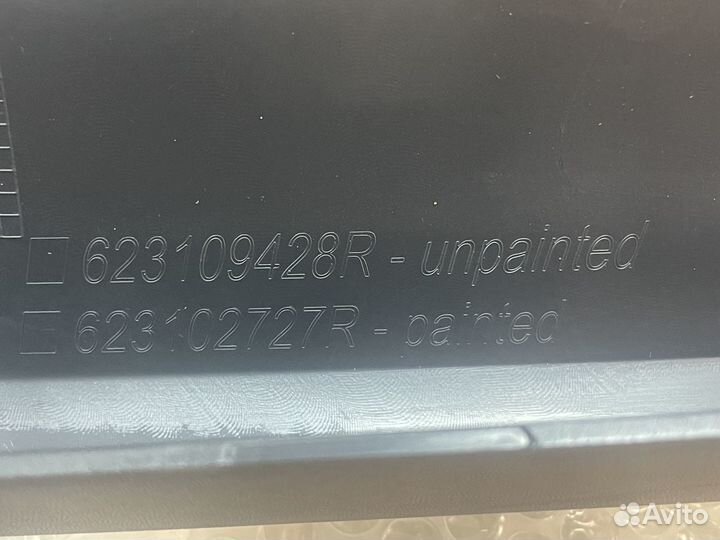 623109428R - unpainted
623102727R - painted
Avito